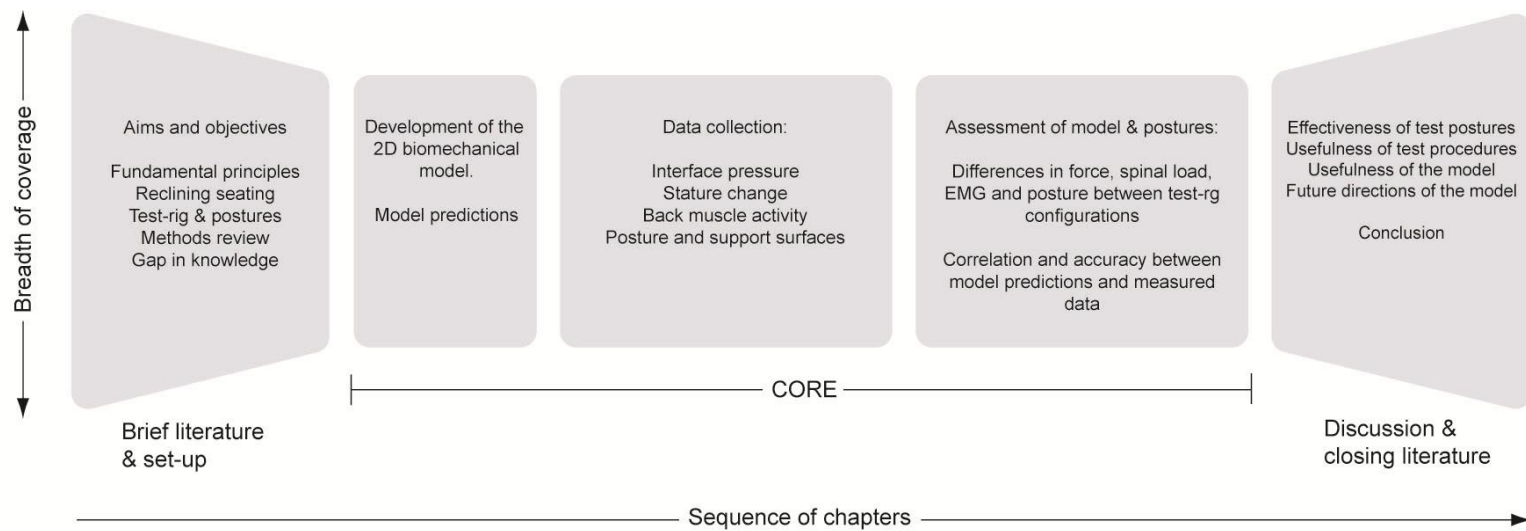 Breadth of coverage
Aims and objectives
Fundamental principles
Reclining seating
Test-rig & postures
Methods review
Gap in knowledge
Development of the
2D biomechanical
model.
Model predictions
Data collection:
Interface pressure
Stature change
Back muscle activity
Posture and support surfaces
Assessment of model & postures:
Differences in force, spinal load,
EMG and posture between test-rg
configurations
Correlation and accuracy between
model predictions and measured
data
Effectiveness of test postures
Usefulness of test procedures
Usefulness of the model
Future directions of the model
Conclusion
CORE
Brief literature
& set-up
Discussion &
closing literature
Sequence of chapters